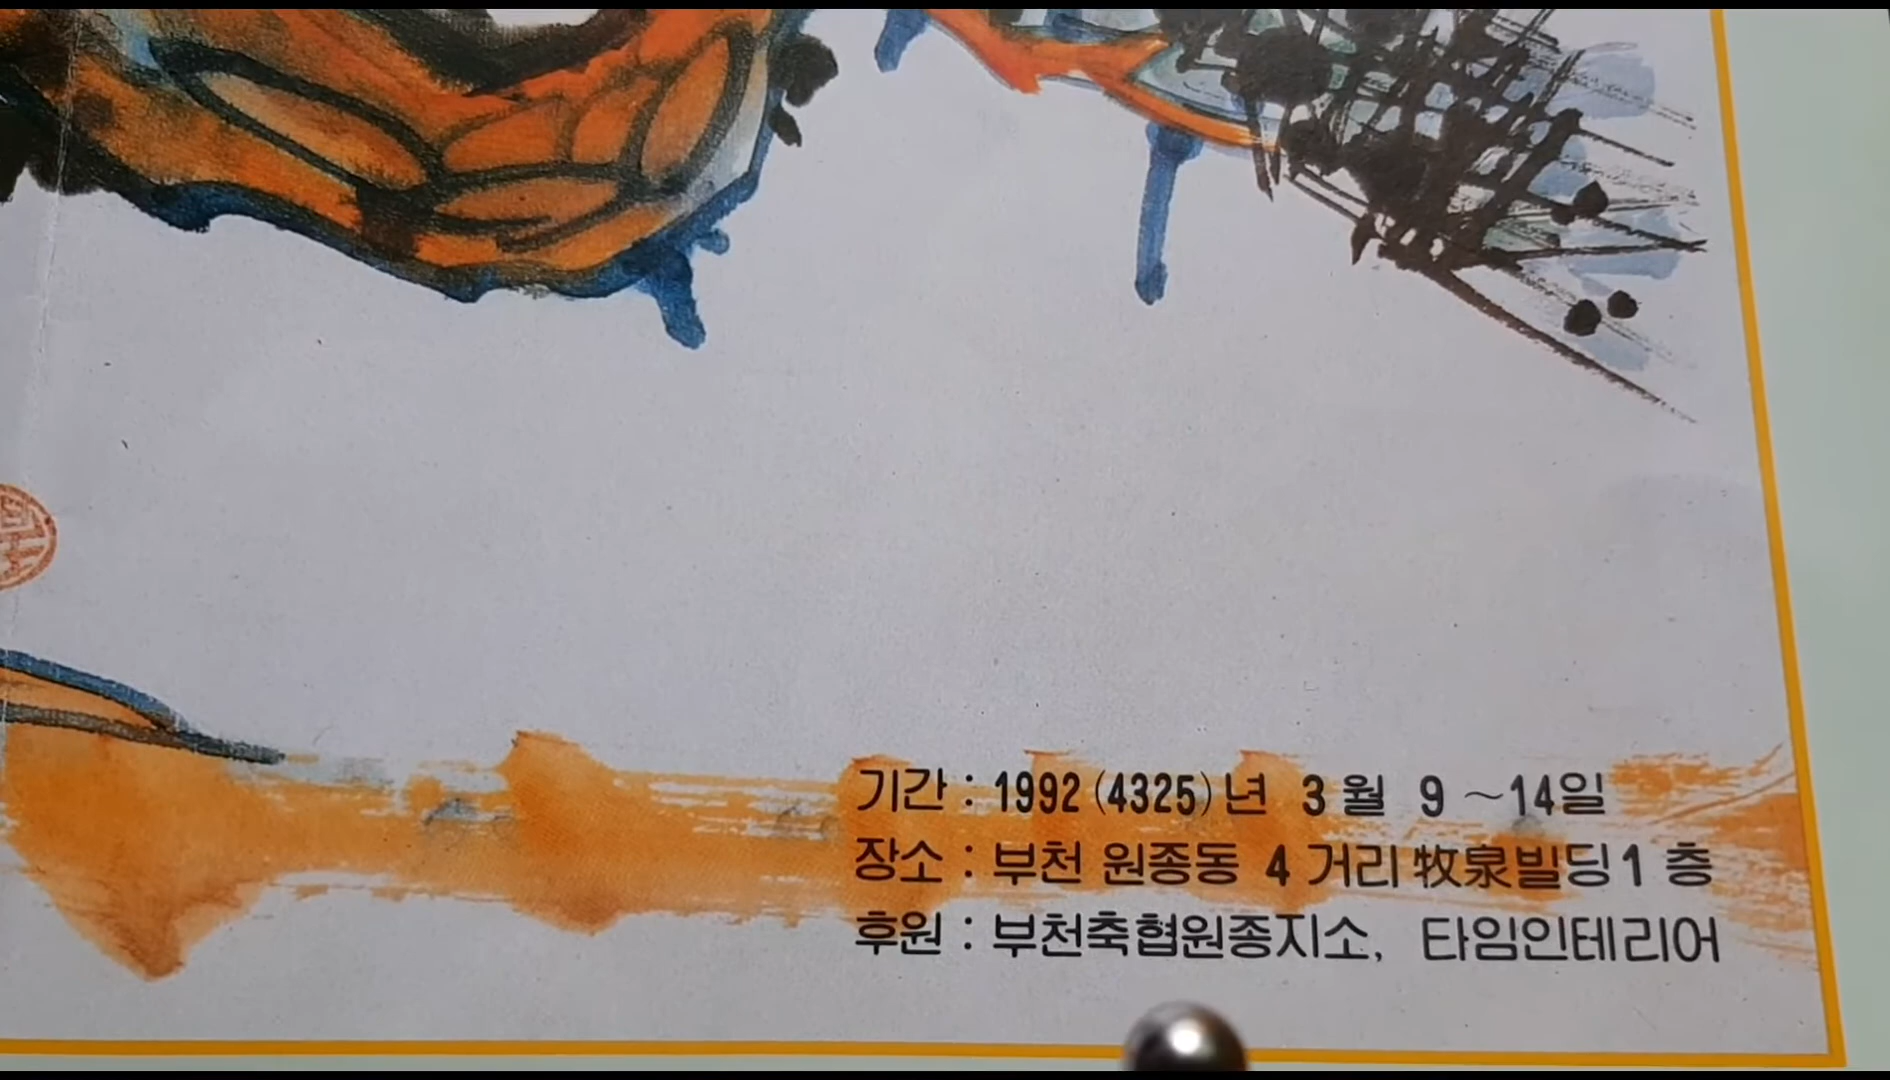 기간 : 1992 (4325) 년 3 월 9 ~14일
장소 : 부천 원종동 4 거리 牧泉빌딩1 층
후원 : 부천축협원종지소, 타임인테리어